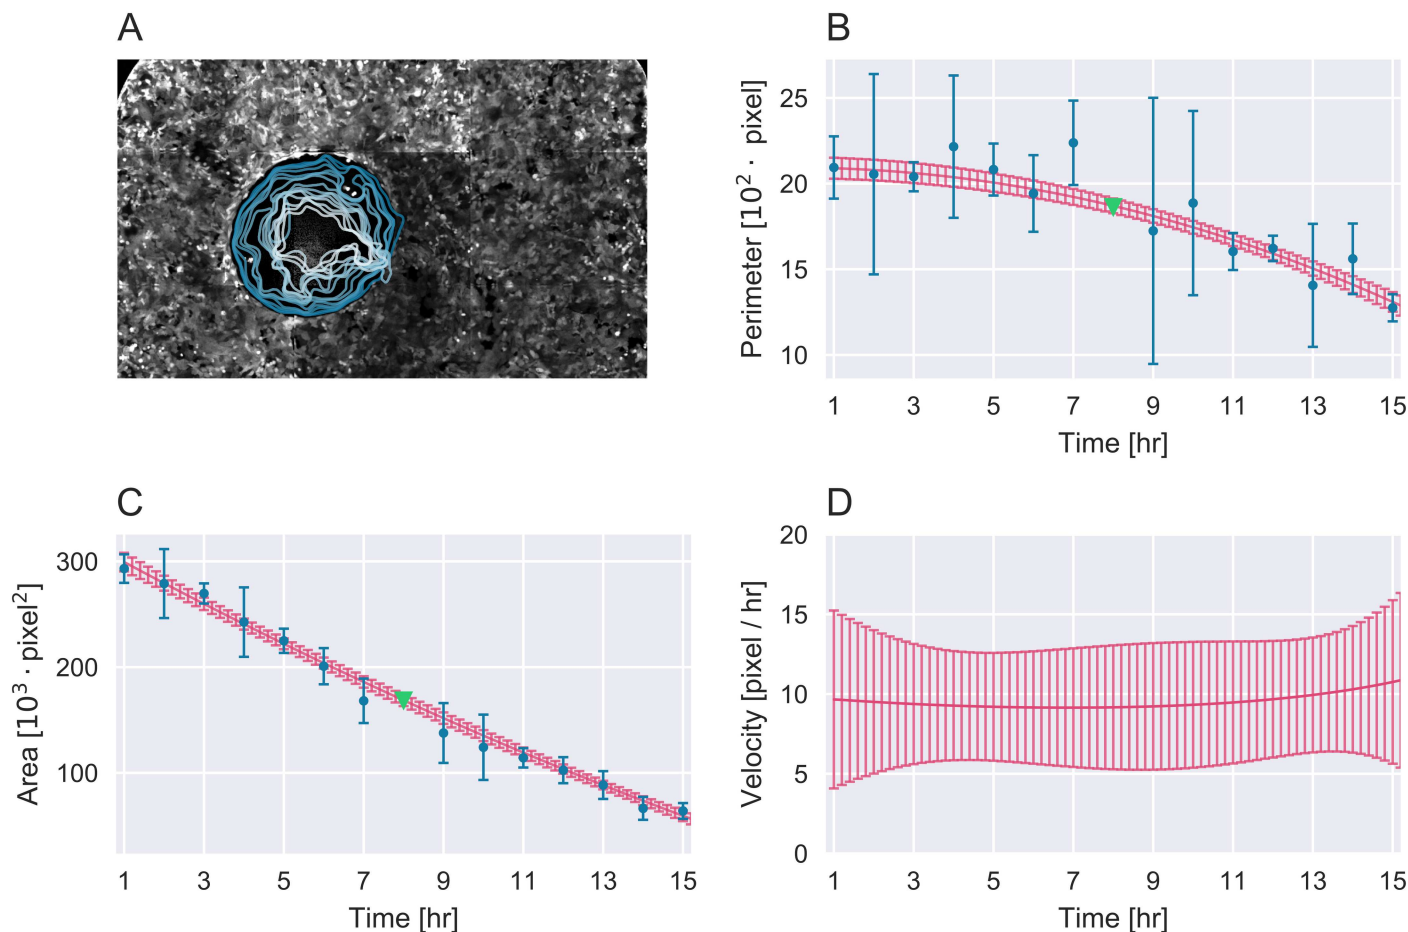 A
B
25
20
15
10
Perimeter [10² · pixel]
1 3 5 7 9 11 13 15
Time [hr]
C
300
200
100
Area [10³ · pixel²]
1 3 5 7 9 11 13 15
Time [hr]
D
20
15
10
5
0
Velocity [pixel / hr]
1 3 5 7 9 11 13 15
Time [hr]